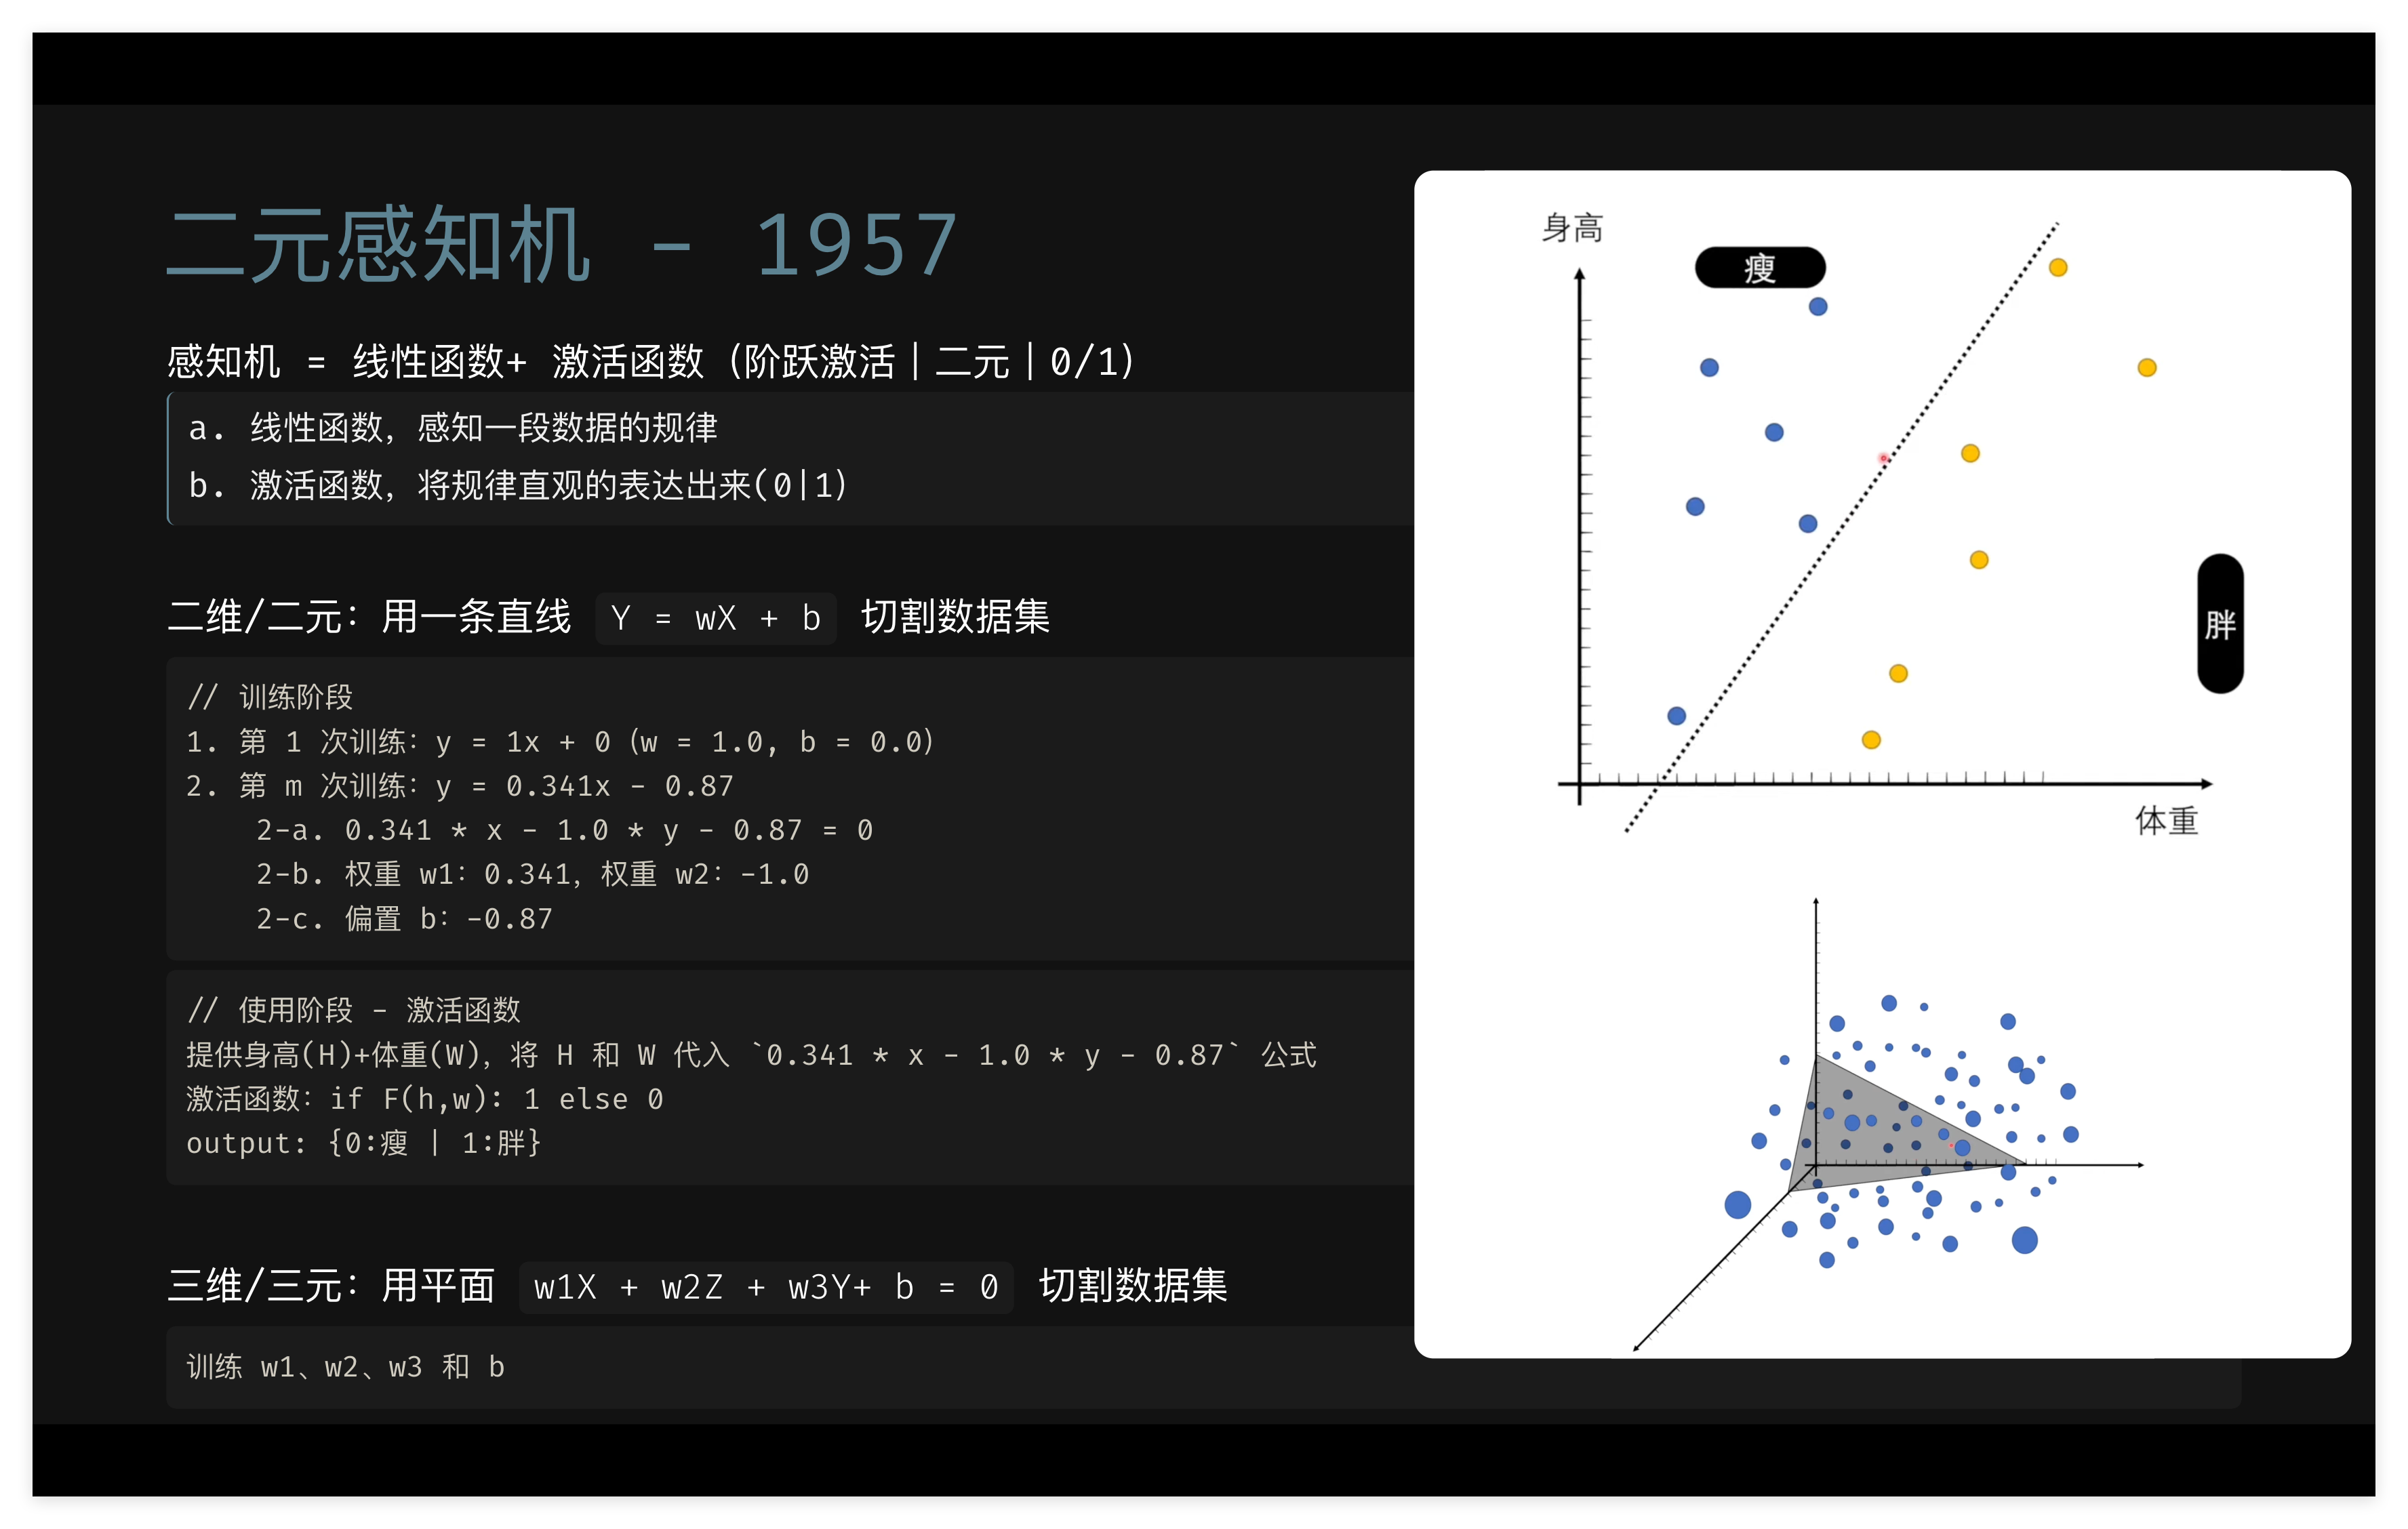 二元感知机 - 1957
感知机 = 线性函数+ 激活函数 (阶跃激活|二元|0/1)
a. 线性函数, 感知一段数据的规律
b. 激活函数, 将规律直观的表达出来(0|1)
二维/二元: 用一条直线 Y = wX + b 切割数据集
// 训练阶段
1. 第 1 次训练: y = 1x + 0 (w = 1.0, b = 0.0)
2. 第 m 次训练: y = 0.341x - 0.87
2-a. 0.341 * x - 1.0 * y - 0.87 = 0
2-b. 权重 w1: 0.341, 权重 w2: -1.0
2-c. 偏置 b: -0.87
// 使用阶段 - 激活函数
提供身高(H)+体重(W), 将 H 和 W 代入 `0.341 * x - 1.0 * y - 0.87` 公式
激活函数: if F(h,w): 1 else 0
output: {0:瘦 | 1:胖}
三维/三元: 用平面 w1X + w2Z + w3Y+ b = 0 切割数据集
训练 w1、w2、w3 和 b
身高
瘦
胖
体重